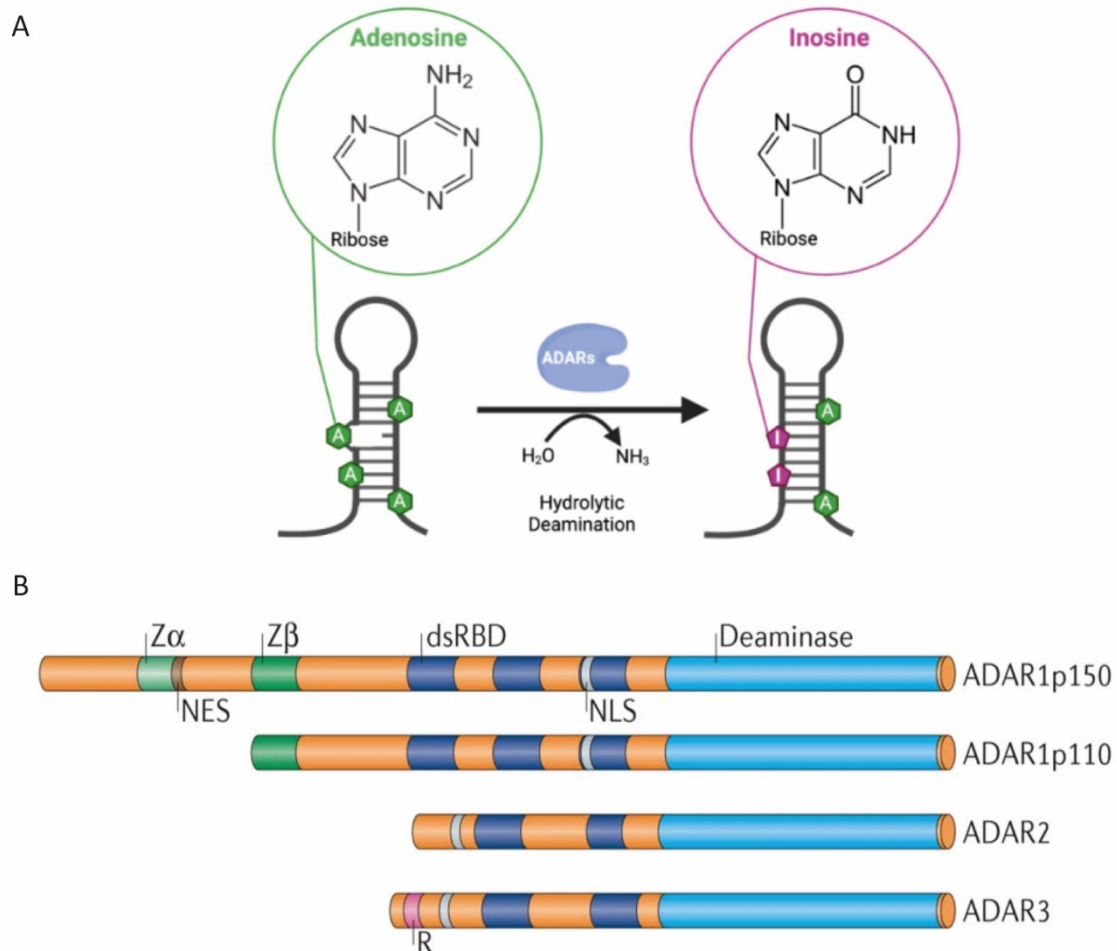 A
Adenosine
Inosine
NH2
N
N
N
N
Ribose
O
N
NH
N
N
Ribose
ADARs
A
A
A
A
H2O
NH3
Hydrolytic
Deamination
A
I
I
A
B
Zα
Zβ
dsRBD
Deaminase
ADAR1p150
NES
NLS
ADAR1p110
ADAR2
ADAR3
R